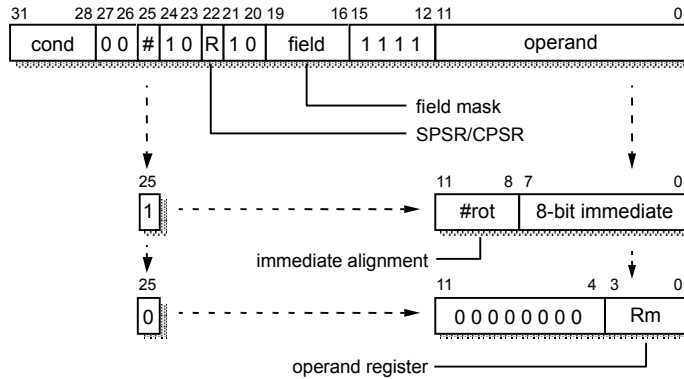 31 28 27 26 25 24 23 22 21 20 19 16 15 12 11 0
cond 0 0 # 1 0 R 1 0 field 1 1 1 1 operand
field mask
SPSR/CPSR
25 11 8 7 0
1 #rot 8-bit immediate
immediate alignment
25 11 4 3 0
0 0 0 0 0 0 0 0 0 Rm
operand register